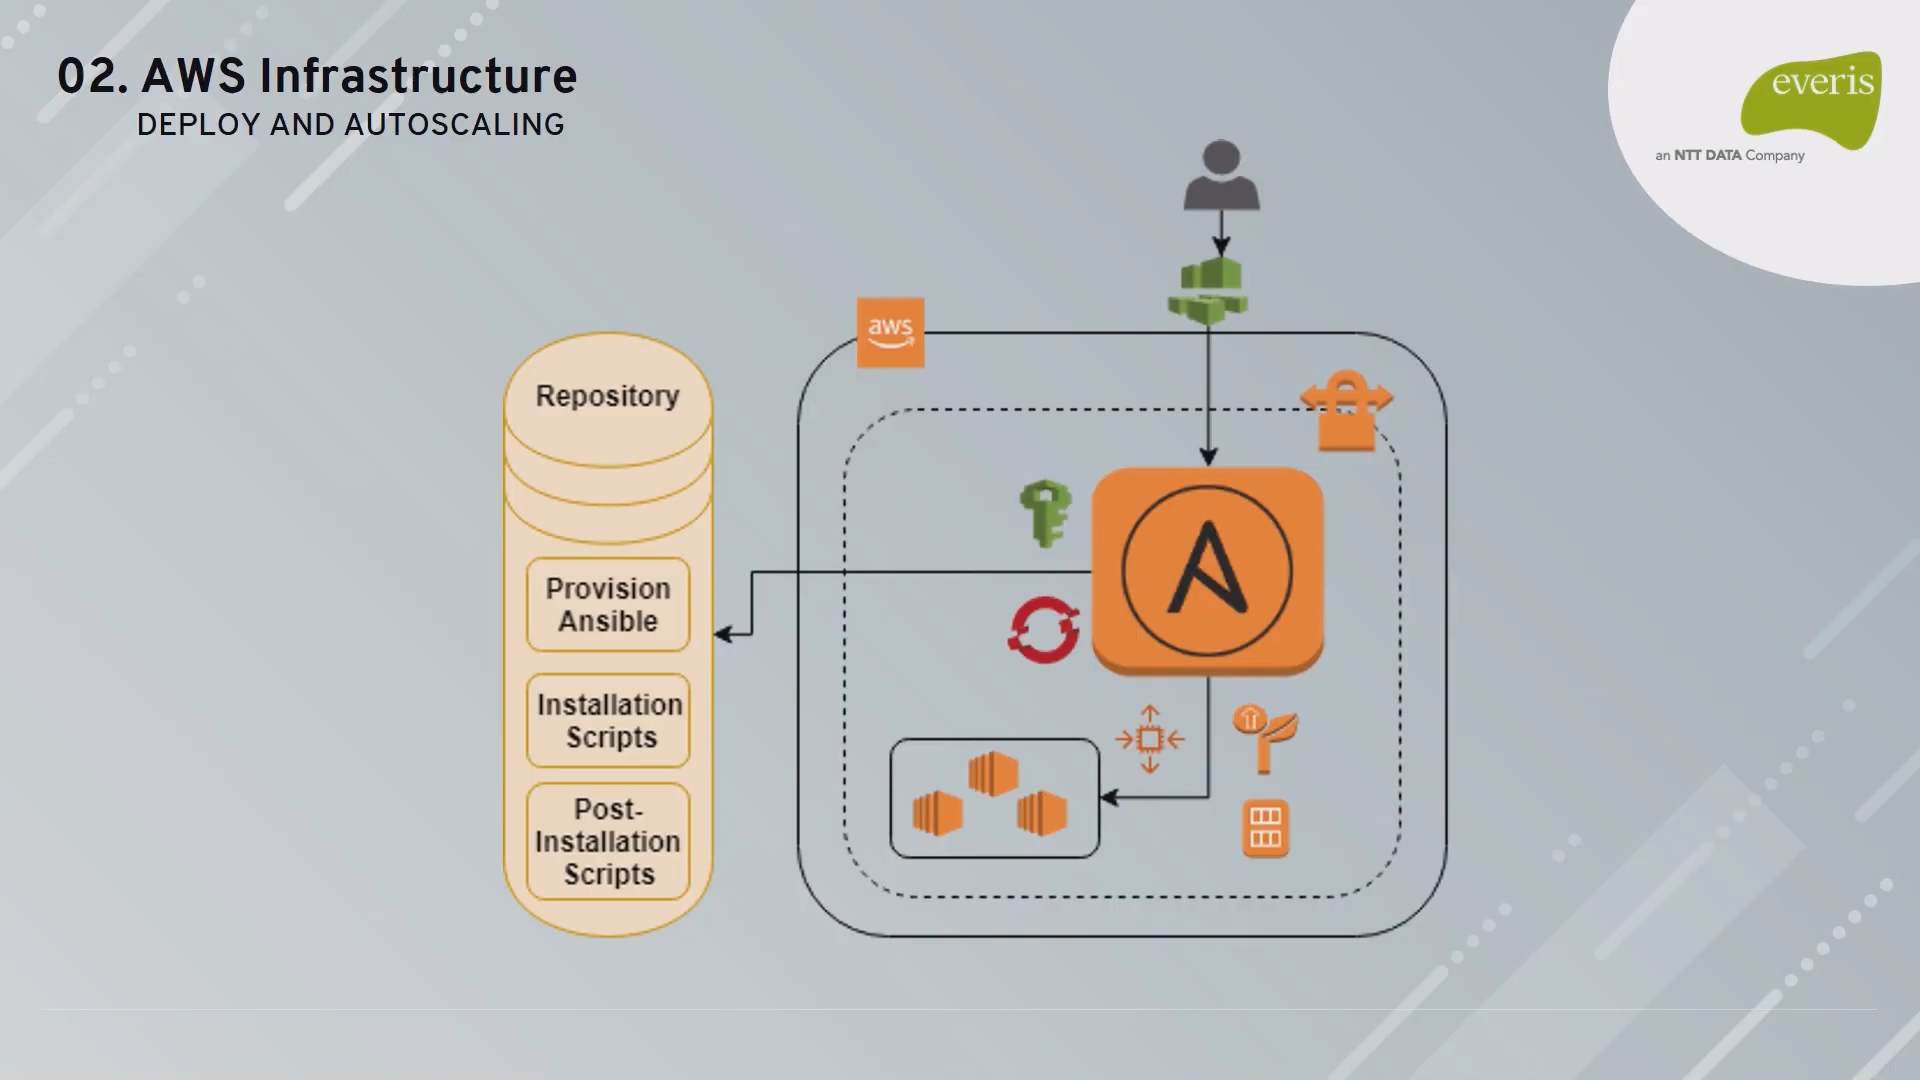 02. AWS Infrastructure
DEPLOY AND AUTOSCALING
everis
an NTT DATA Company
aws
Repository
Provision
Ansible
Installation
Scripts
Post-
Installation
Scripts